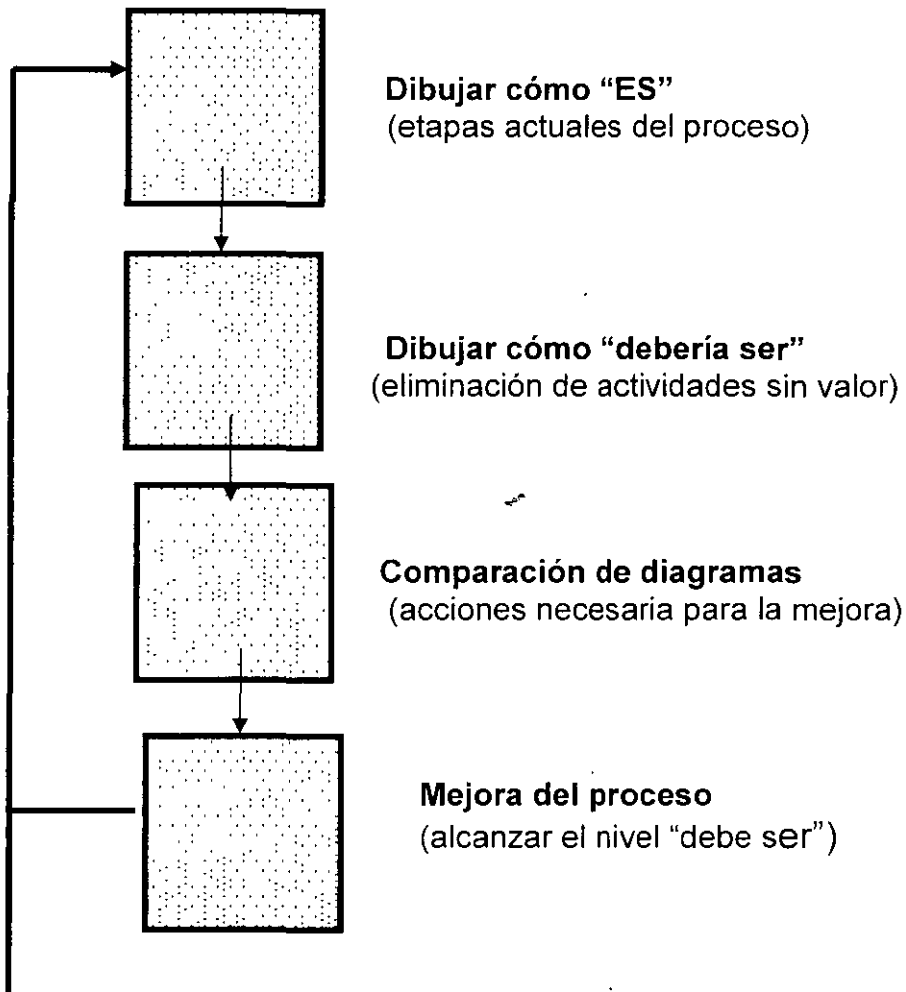 Dibujar cómo “ES”
(etapas actuales del proceso)
Dibujar cómo “debería ser”
(eliminación de actividades sin valor)
Comparación de diagramas
(acciones necesaria para la mejora)
Mejora del proceso
(alcanzar el nivel “debe ser”)